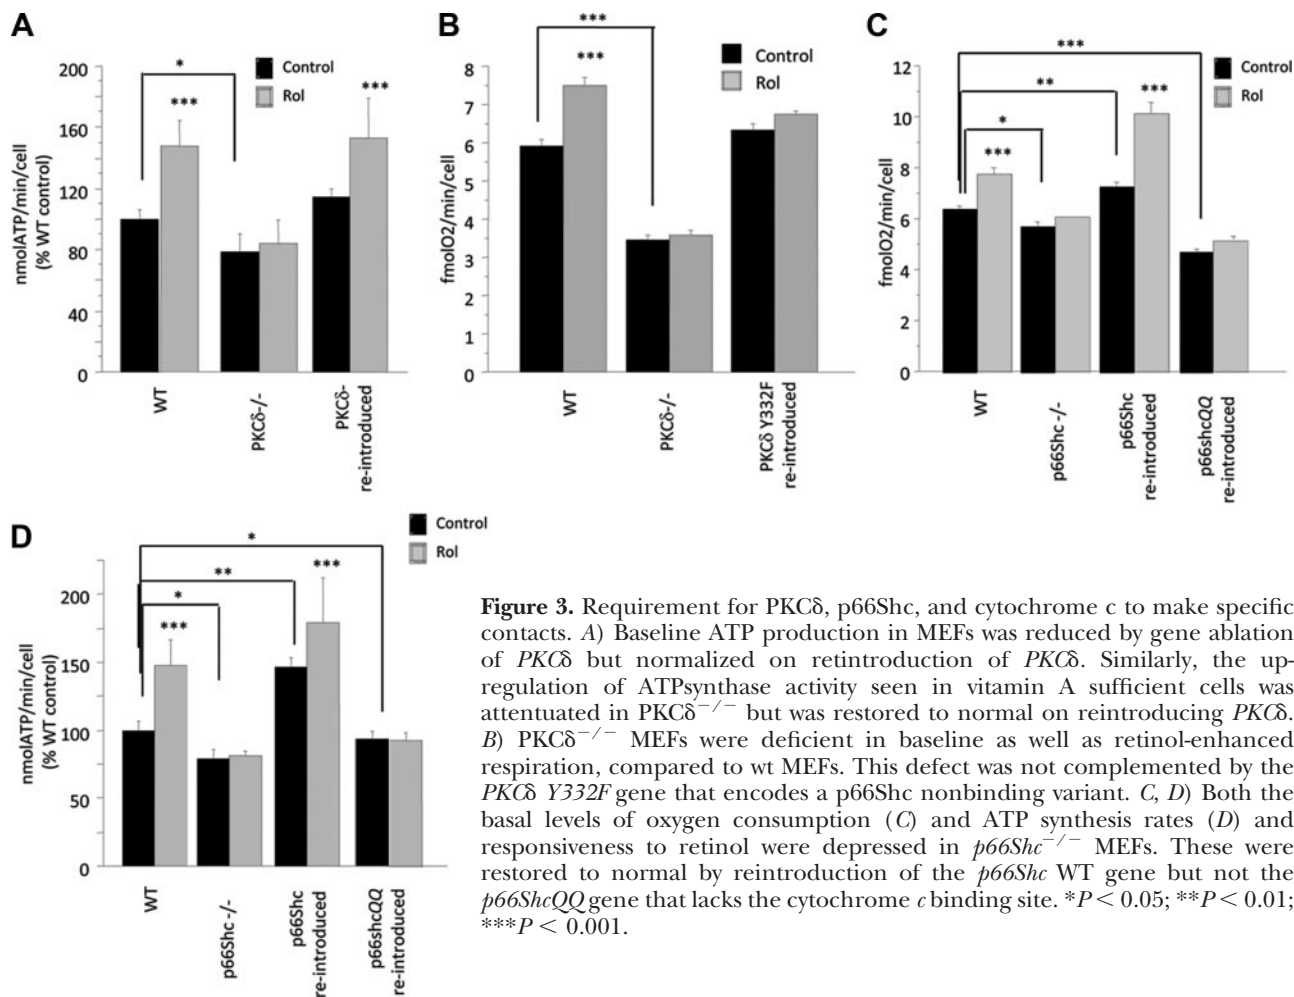 A
nmolATP/min/cell
(% WT control)
200
160
120
80
40
0
*
***
***
Control
Rol
WT
PKCδ-/-
PKCδ-
re-introduced
B
fmolO2/min/cell
8
7
6
5
4
3
2
1
0
***
***
Control
Rol
WT
PKCδ-/-
PKCδ Y332F
re-introduced
C
fmolO2/min/cell
12
10
8
6
4
2
0
***
**
*
***
***
Control
Rol
WT
p66Shc -/-
p66Shc
re-introduced
p66shcQQ
re-introduced
D
nmolATP/min/cell
(% WT control)
200
150
100
50
0
*
**
*
***
***
Control
Rol
WT
p66Shc -/-
p66Shc
re-introduced
p66shcQQ
re-introduced
Figure 3. Requirement for PKCδ, p66Shc, and cytochrome c to make specific
contacts. A) Baseline ATP production in MEFs was reduced by gene ablation
of PKCδ but normalized on retintroduction of PKCδ. Similarly, the up-
regulation of ATPsynthase activity seen in vitamin A sufficient cells was
attentuated in PKCδ−/− but was restored to normal on reintroducing PKCδ.
B) PKCδ−/− MEFs were deficient in baseline as well as retinol-enhanced
respiration, compared to wt MEFs. This defect was not complemented by the
PKCδ Y332F gene that encodes a p66Shc nonbinding variant. C, D) Both the
basal levels of oxygen consumption (C) and ATP synthesis rates (D) and
responsiveness to retinol were depressed in p66Shc−/− MEFs. These were
restored to normal by reintroduction of the p66Shc WT gene but not the
p66ShcQQ gene that lacks the cytochrome c binding site. *P < 0.05; **P < 0.01;
***P < 0.001.